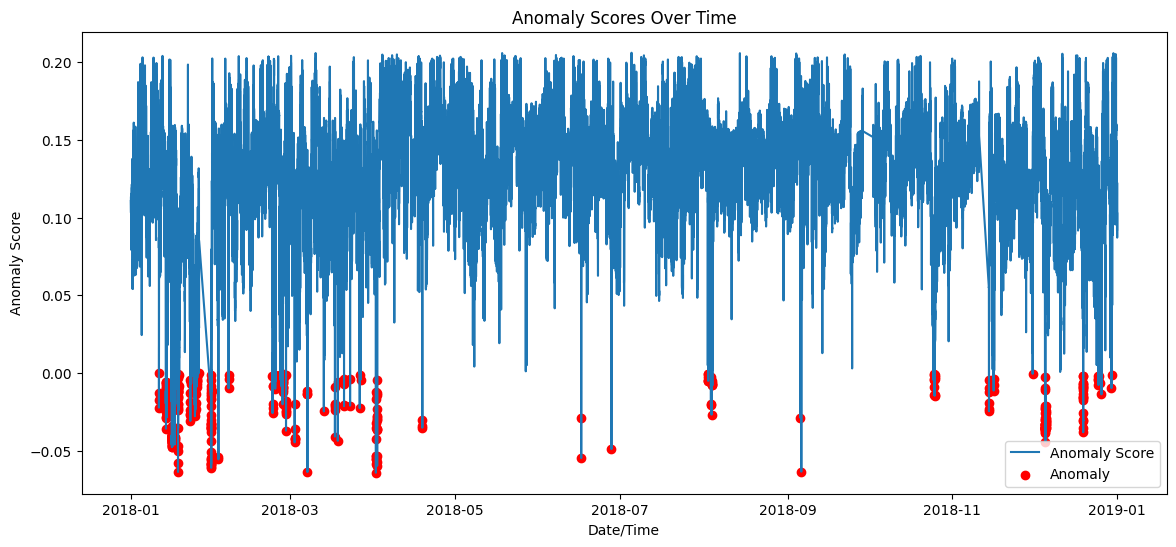 Anomaly Scores Over Time
Anomaly Score
0.20
0.15
0.10
0.05
0.00
−0.05
2018-01
2018-03
2018-05
2018-07
2018-09
2018-11
2019-01
Date/Time
Anomaly Score
Anomaly